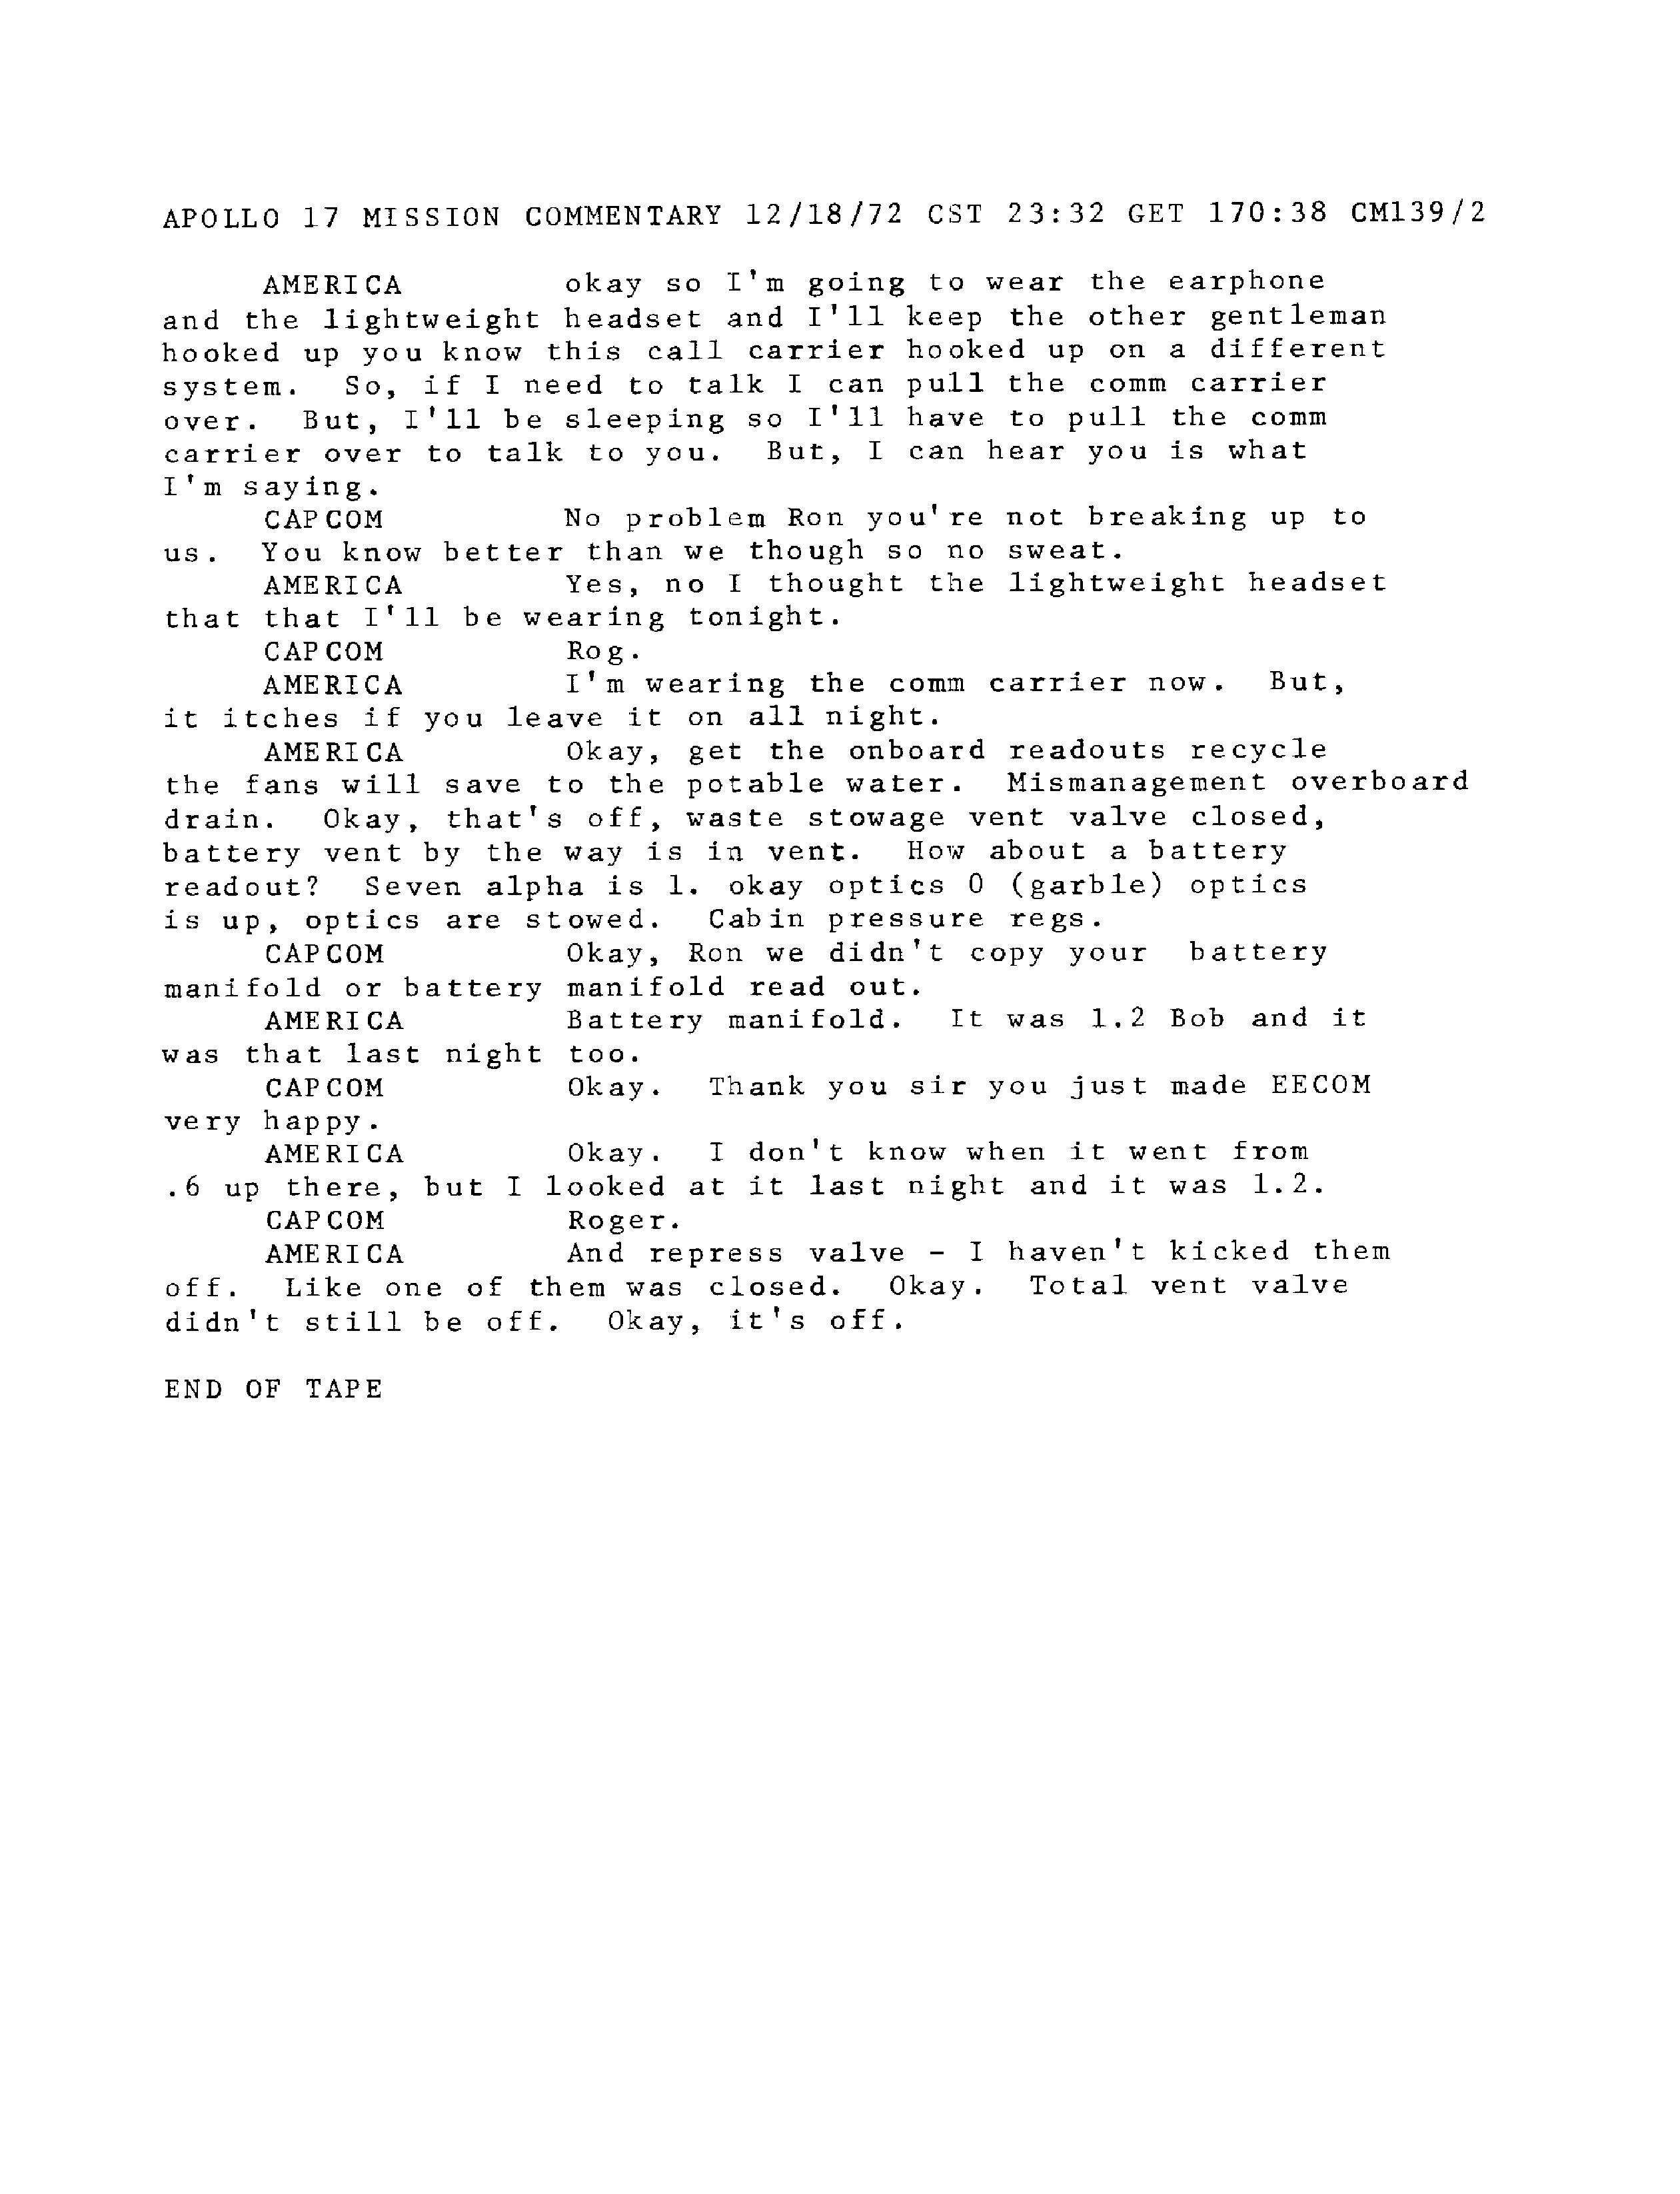 APOLLO 17 MISSION COMMENTARY 12/18/72 CST 23:32 GET 170:38 CM139/2
AMERICA okay so I'm going to wear the earphone
and the lightweight headset and I'll keep the other gentleman
hooked up you know this call carrier hooked up on a different
system. So, if I need to talk I can pull the comm carrier
over. But, I'll be sleeping so I'll have to pull the comm
carrier over to talk to you. But, I can hear you is what
I'm saying.
CAPCOM No problem Ron you're not breaking up to
us. You know better than we though so no sweat.
AMERICA Yes, no I thought the lightweight headset
that that I'll be wearing tonight.
CAPCOM Rog.
AMERICA I'm wearing the comm carrier now. But,
it itches if you leave it on all night.
AMERICA Okay, get the onboard readouts recycle
the fans will save to the potable water. Mismanagement overboard
drain. Okay, that's off, waste stowage vent valve closed,
battery vent by the way is in vent. How about a battery
readout? Seven alpha is 1. okay optics 0 (garble) optics
is up, optics are stowed. Cabin pressure regs.
CAPCOM Okay, Ron we didn't copy your battery
manifold or battery manifold read out.
AMERICA Battery manifold. It was 1.2 Bob and it
was that last night too.
CAPCOM Okay. Thank you sir you just made EECOM
very happy.
AMERICA Okay. I don't know when it went from
.6 up there, but I looked at it last night and it was 1.2.
CAPCOM Roger.
AMERICA And repress valve - I haven't kicked them
off. Like one of them was closed. Okay. Total vent valve
didn't still be off. Okay, it's off.
END OF TAPE